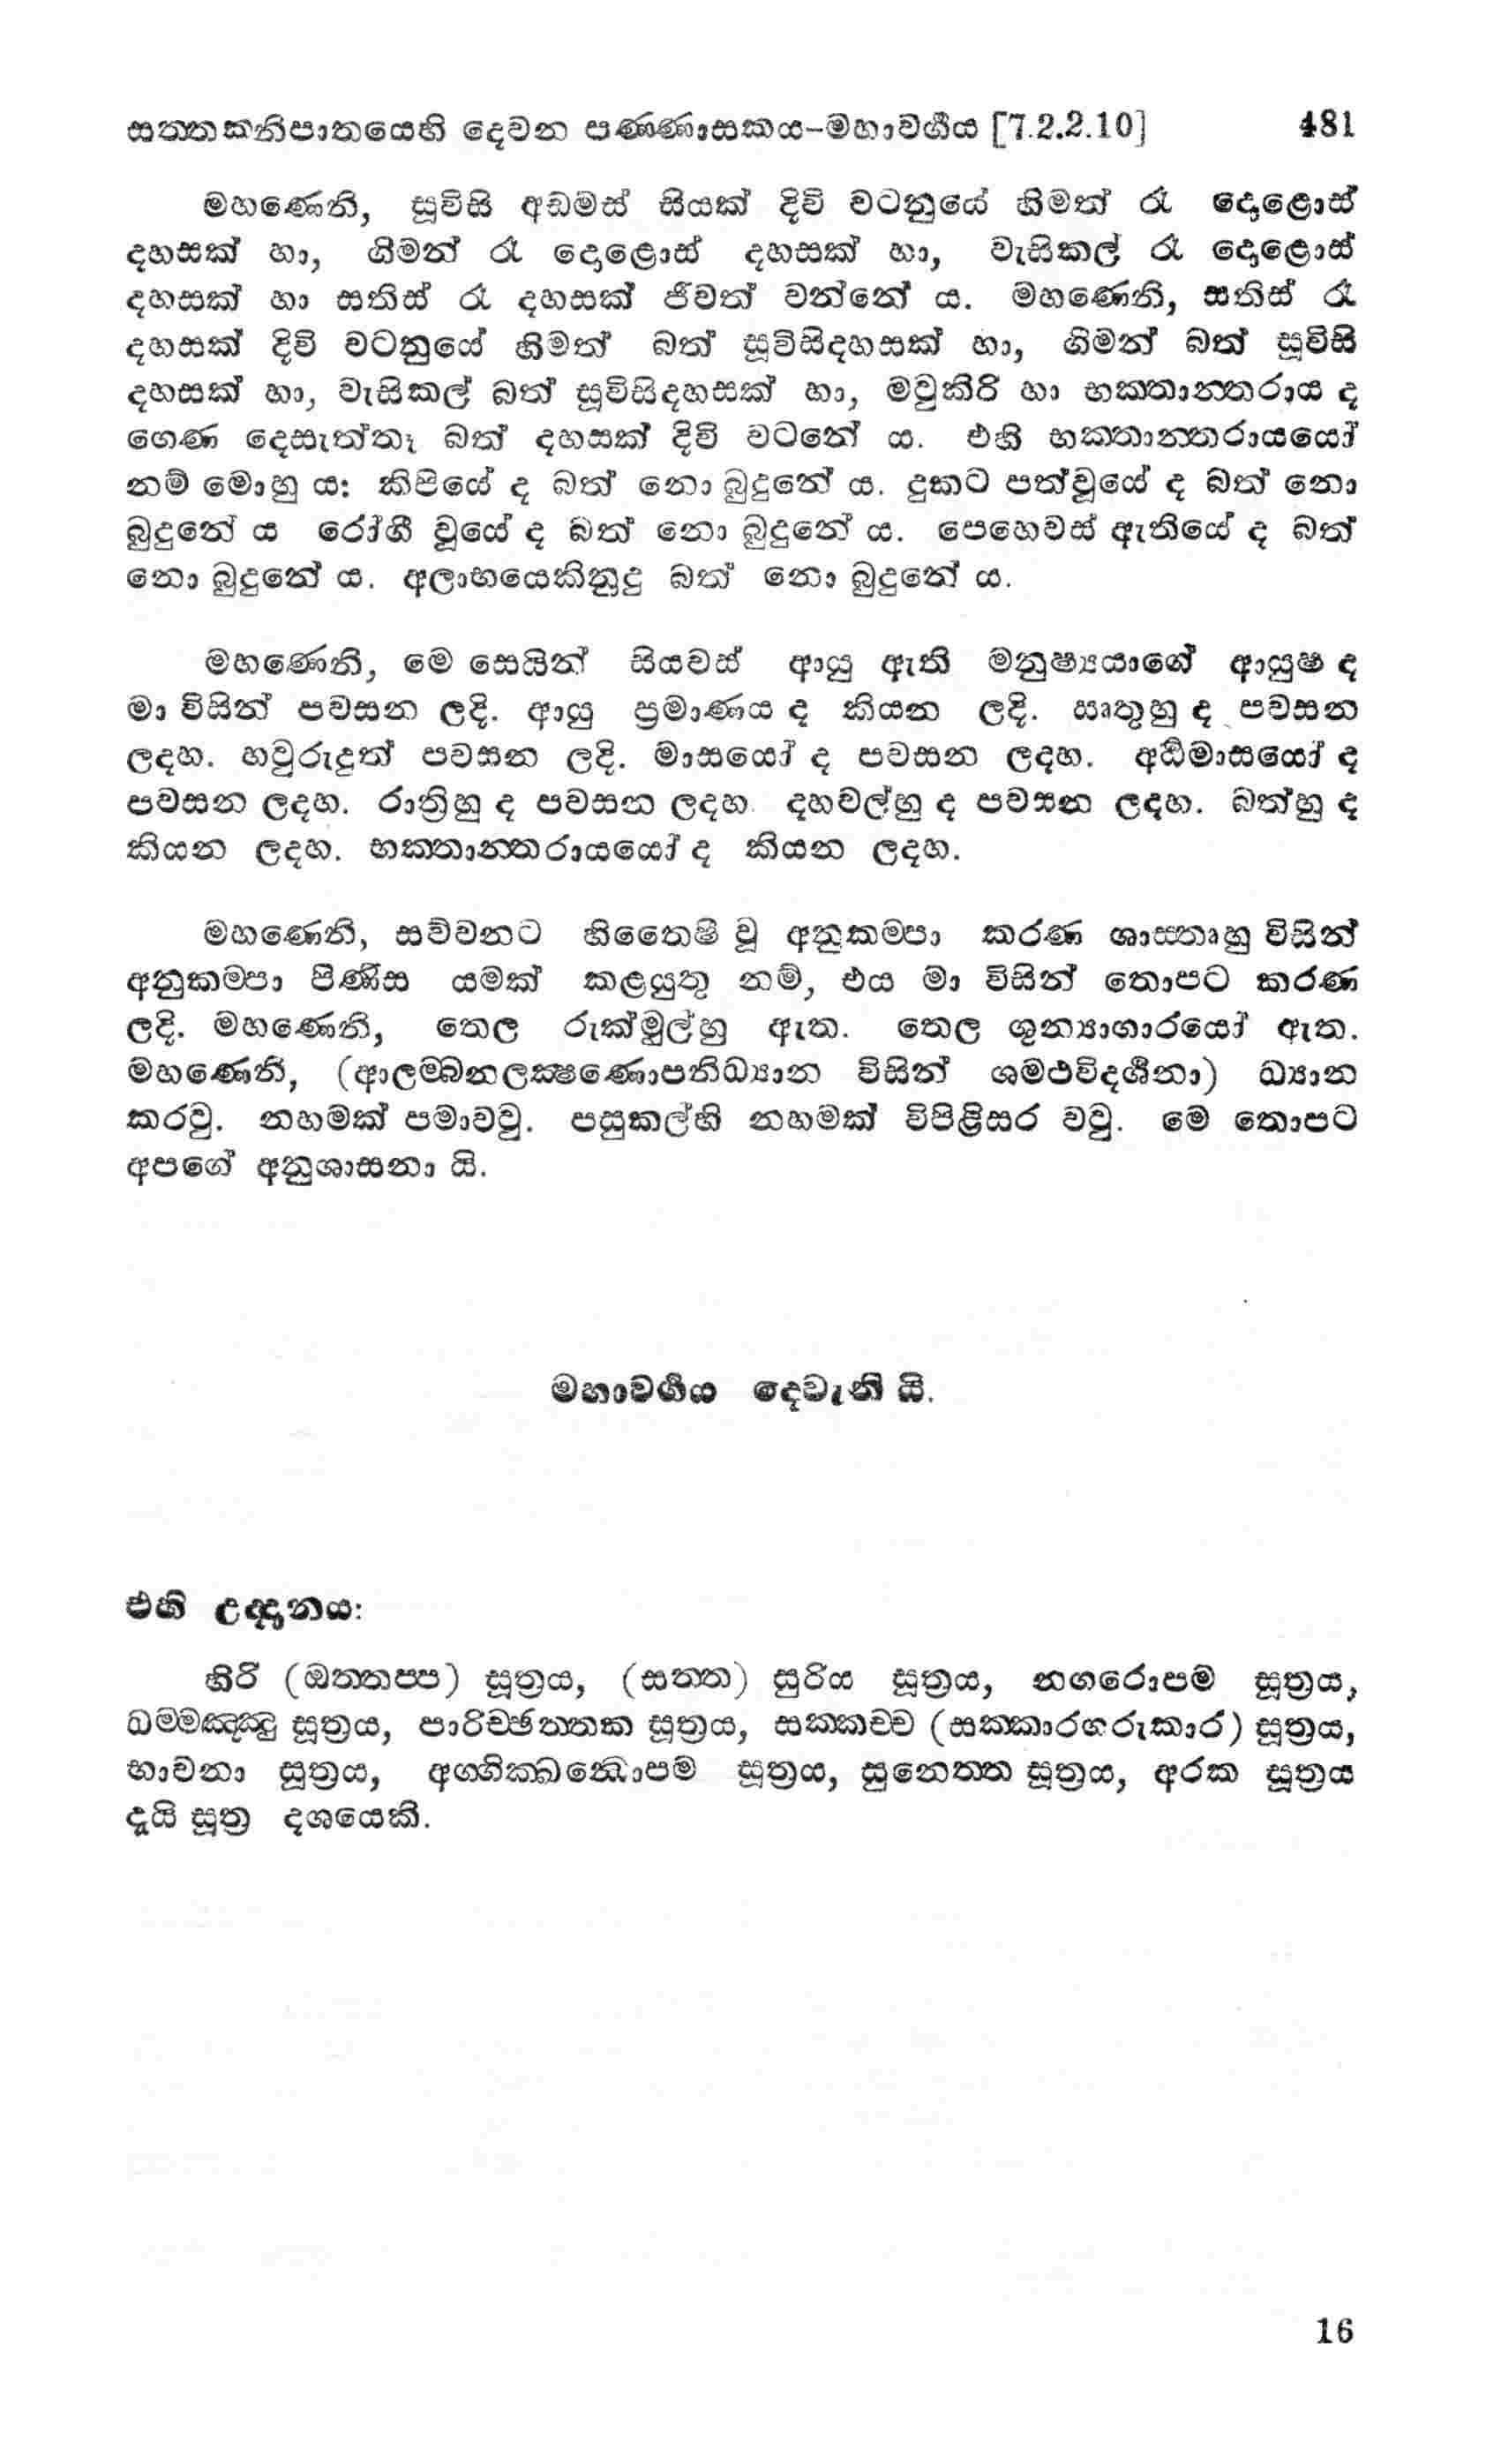 සත්තකනිපාතයෙහි දෙවන පණ්ණාසකය-මහාවර්ගය [7.2.2.10] 481
මහණෙනි, සූවිසි අඩමස් සියක් දිවි වටනුයේ හිමත් රෑ දොළොස්
දහසක් හා, ගිමන් රෑ දොළොස් දහසක් හා, වැසිකල් රෑ දොළොස්
දහසක් හා සතිස් රෑ දහසක් ජීවත් වන්නේ ය. මහණෙනි, සතිස් රෑ
දහසක් දිවි වටනුයේ හිමත් බත් සූවිසිදහසක් හා, ගිමන් බත් සූවිසි
දහසක් හා, වැසිකල් බත් සූවිසිදහසක් හා, මවුකිරි හා භක්තාන්තරාය ද
ගෙණ දෙසැත්තෑ බත් දහසක් දිවි වටනේ ය. එහි භක්තාන්තරායයෝ
නම් මොහු ය: කිපියේ ද බත් නො බුදුනේ ය. දුකට පත්වූයේ ද බත් නො
බුදුනේ ය රෝගී වූයේ ද බත් නො බුදුනේ ය. පෙහෙවස් ඇතියේ ද බත්
නො බුදුනේ ය. අලාභයෙකිනුදු බත් නො බුදුනේ ය.
මහණෙනි, මෙ සෙයින් සියවස් ආයු ඇති මනුෂ්‍යයාගේ ආයුෂ ද
මා විසින් පවසන ලදි. ආයු ප්‍රමාණය ද කියන ලදි. ඍතුහු ද පවසන
ලදහ. හවුරුදුත් පවසන ලදි. මාසයෝ ද පවසන ලදහ. අර්ධමාසයෝ ද
පවසන ලදහ. රාත්‍රිහු ද පවසන ලදහ. දහවල්හු ද පවසන ලදහ. බත්හු ද
කියන ලදහ. භක්තාන්තරායයෝ ද කියන ලදහ.
මහණෙනි, සව්වනට හිතෛෂී වූ අනුකම්පා කරණ ශාස්තෘහු විසින්
අනුකම්පා පිණිස යමක් කළයුතු නම්, එය මා විසින් තොපට කරණ
ලදි. මහණෙනි, තෙල රුක්මුල්හු ඇත. තෙල ශුන්‍යාගාරයෝ ඇත.
මහණෙනි, (ආලම්බනලක්ෂණොපනිධ්‍යාන විසින් ශමථවිදර්ශනා) ධ්‍යාන
කරවු. නහමක් පමාවවු. පසුකල්හි නහමක් විපිළිසර වවු. මෙ තොපට
අපගේ අනුශාසනා යි.
මහාවර්ගය දෙවැනි යි.
එහි උද්දානය:
හිරි (ඔත්තප්ප) සූත්‍රය, (සත්ත) සුරිය සූත්‍රය, නගරොපම සූත්‍රය,
ධම්මඤ්ඤු සූත්‍රය, පාරිච්ඡත්තක සූත්‍රය, සක්කච්ච (සක්කාරගරුකාර) සූත්‍රය,
භාවනා සූත්‍රය, අග්ගික්ඛන්ධොපම සූත්‍රය, සුනෙත්ත සූත්‍රය, අරක සූත්‍රය
දැයි සූත්‍ර දශයෙකි.
16